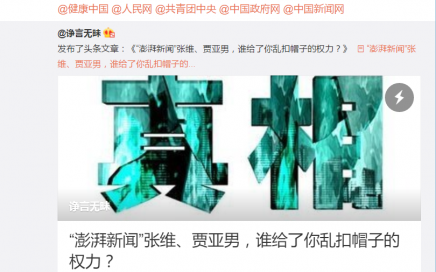 @健康中国 @人民网 @共青团中央 @中国政府网 @中国新闻网
@诤言无昧
发布了头条文章：《“澎湃新闻”张维、贾亚男，谁给了你乱扣帽子的权力？》 “澎湃新闻”张
维、贾亚男，谁给了你乱扣帽子的...
真相
诤言无昧
“澎湃新闻”张维、贾亚男，谁给了你乱扣帽子的
权力？